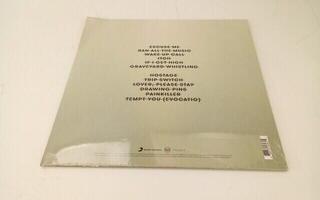 EXCUSE ME
RAN ALL THE MUSIC
WAKE UP CALL
ITCH
IF I GET HIGH
GRAVEYARD WHISTLING
HOSTAGE
TRIP SWITCH
LOVER, PLEASE STAY
DRAWING PINS
PAINKILLER
TEMPT YOU (EVOCATIO)